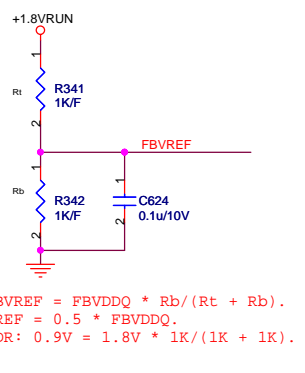 +1.8VRUN
1
Rt
R341
1K/F
2
FBVREF
1
1
Rb
R342
1K/F
C624
0.1u/10V
2
2
BVREF = FBVDDQ * Rb/(Rt + Rb).
REF = 0.5 * FBVDDQ.
DR: 0.9V = 1.8V * 1K/(1K + 1K).